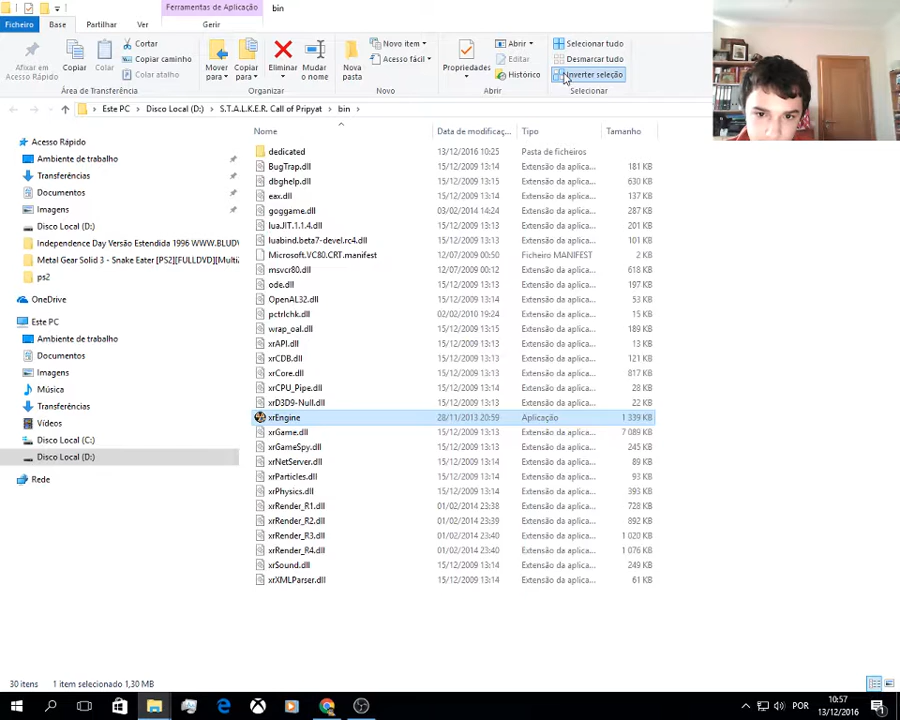 Ferramentas de Aplicação bin
Ficheiro Base Partilhar Ver Gerir
Afixar em Acesso Rápido
Copiar
Colar
Cortar
Copiar caminho
Colar atalho
Área de Transferência
Mover para
Copiar para
Eliminar
Mudar o nome
Organizar
Nova pasta
Novo item
Acesso fácil
Novo
Propriedades
Abrir
Editar
Histórico
Abrir
Selecionar tudo
Desmarcar tudo
Inverter seleção
Selecionar
Este PC Disco Local (D:) S.T.A.L.K.E.R. Call of Pripyat bin
Acesso Rápido
Ambiente de trabalho
Transferências
Documentos
Imagens
Disco Local (D:)
Independence Day Versão Estendida 1996 WWW.BLUDV
Metal Gear Solid 3 - Snake Eater [PS2][FULLDVD][Multi
ps2
OneDrive
Este PC
Ambiente de trabalho
Documentos
Imagens
Música
Transferências
Vídeos
Disco Local (C:)
Disco Local (D:)
Rede
Nome Data de modificaç... Tipo Tamanho
dedicated 13/12/2016 10:25 Pasta de ficheiros
BugTrap.dll 15/12/2009 13:14 Extensão da aplica... 181 KB
dbghelp.dll 15/12/2009 13:15 Extensão da aplica... 630 KB
eax.dll 15/12/2009 13:14 Extensão da aplica... 137 KB
goggame.dll 03/02/2014 14:24 Extensão da aplica... 287 KB
luaJIT.1.1.4.dll 15/12/2009 13:13 Extensão da aplica... 201 KB
luabind.beta7-devel.rc4.dll 15/12/2009 13:13 Extensão da aplica... 101 KB
Microsoft.VC80.CRT.manifest 12/07/2009 00:50 Ficheiro MANIFEST 2 KB
msvcr80.dll 12/07/2009 00:12 Extensão da aplica... 618 KB
ode.dll 15/12/2009 13:13 Extensão da aplica... 197 KB
OpenAL32.dll 15/12/2009 13:14 Extensão da aplica... 53 KB
pctrlchk.dll 02/02/2010 19:24 Extensão da aplica... 15 KB
wrap_oal.dll 15/12/2009 13:15 Extensão da aplica... 189 KB
xrAPI.dll 15/12/2009 13:13 Extensão da aplica... 13 KB
xrCDB.dll 15/12/2009 13:13 Extensão da aplica... 121 KB
xrCore.dll 15/12/2009 13:13 Extensão da aplica... 817 KB
xrCPU_Pipe.dll 15/12/2009 13:14 Extensão da aplica... 28 KB
xrD3D9-Null.dll 15/12/2009 13:13 Extensão da aplica... 22 KB
xrEngine 28/11/2013 20:59 Aplicação 1 339 KB
xrGame.dll 15/12/2009 13:13 Extensão da aplica... 7 089 KB
xrGameSpy.dll 15/12/2009 13:14 Extensão da aplica... 245 KB
xrNetServer.dll 15/12/2009 13:14 Extensão da aplica... 89 KB
xrParticles.dll 15/12/2009 13:14 Extensão da aplica... 93 KB
xrPhysics.dll 15/12/2009 13:14 Extensão da aplica... 393 KB
xrRender_R1.dll 01/02/2014 23:38 Extensão da aplica... 728 KB
xrRender_R2.dll 01/02/2014 23:39 Extensão da aplica... 892 KB
xrRender_R3.dll 01/02/2014 23:40 Extensão da aplica... 1 020 KB
xrRender_R4.dll 01/02/2014 23:40 Extensão da aplica... 1 076 KB
xrSound.dll 15/12/2009 13:14 Extensão da aplica... 249 KB
xrXMLParser.dll 15/12/2009 13:14 Extensão da aplica... 61 KB
30 itens 1 item selecionado 1,30 MB
POR 10:57
13/12/2016